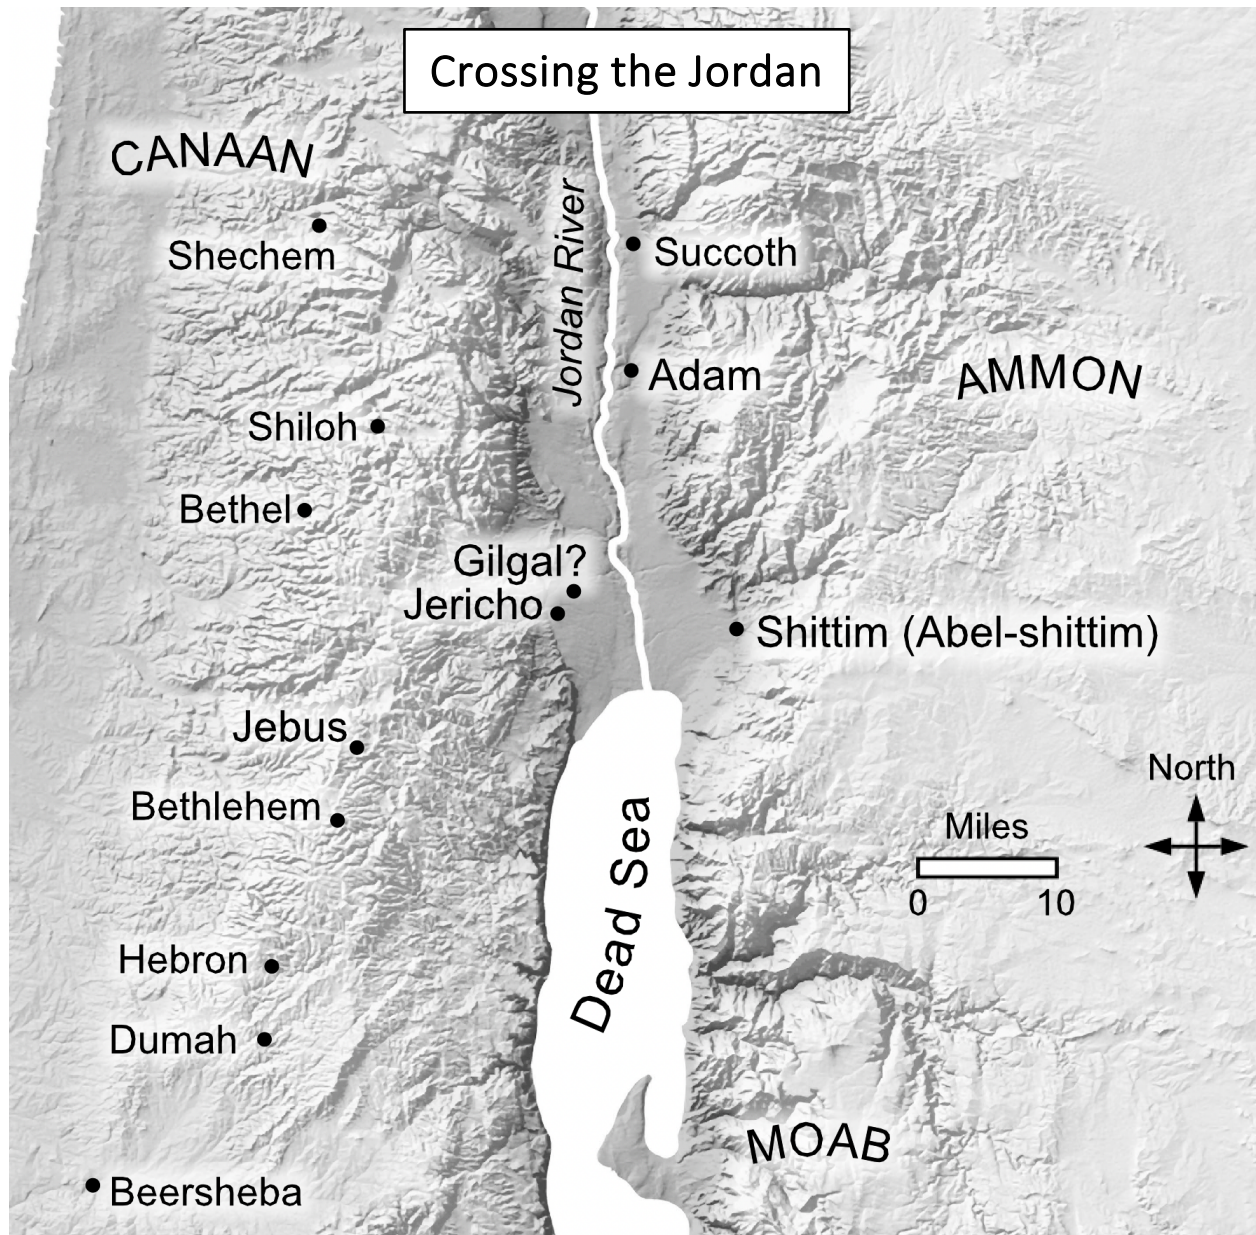 Crossing the Jordan
CANAAN
Shechem
Jordan River
Succoth
Adam
AMMON
Shiloh
Bethel
Gilgal?
Jericho
Shittim (Abel-shittim)
Jebus
Bethlehem
North
Miles
0 10
Dead Sea
Hebron
Dumah
MOAB
Beersheba